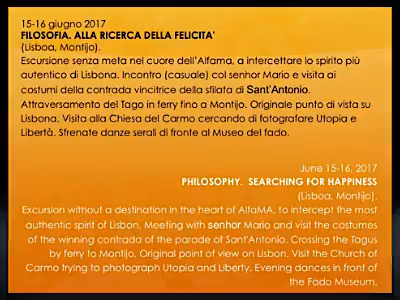 15-16 giugno 2017
FILOSOFIA. ALLA RICERCA DELLA FELICITA'
(Lisboa, Montijo).
Escursione senza meta nel cuore dell'Alfama, a intercettare lo spirito più
autentico di Lisbona. Incontro (casuale) col senhor Mario e visita ai
costumi della contrada vincitrice della sfilata di Sant'Antonio.
Attraversamento del Tago in ferry fino a Montijo. Originale punto di vista su
Lisbona. Visita alla Chiesa del Carmo cercando di fotografare Utopia e
Libertà. Sfrenate danze serali di fronte al Museo del fado.
June 15-16, 2017
PHILOSOPHY. SEARCHING FOR HAPPINESS
(Lisboa, Montijo).
Excursion without a destination in the heart of AlfaMA, to intercept the most
authentic spirit of Lisbon. Meeting with senhor Mario and visit the costumes
of the winning contrada of the parade of Sant'Antonio. Crossing the Tagus
by ferry to Montijo. Original point of view on Lisbon. Visit the Church of
Carmo trying to photograph Utopia and Liberty. Evening dances in front of
the Fado Museum.